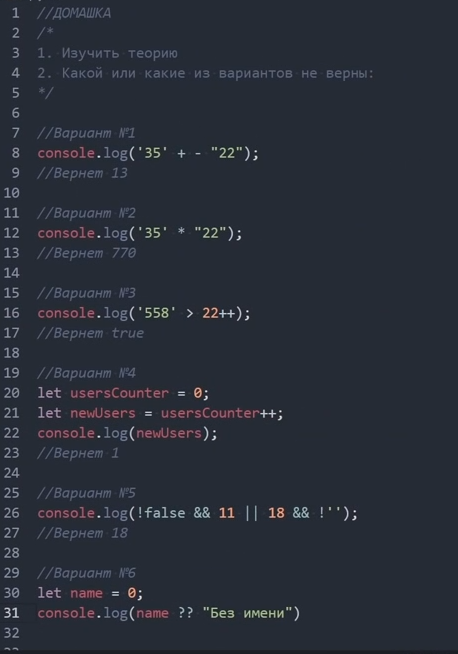 1 //ДОМАШКА
2 /*
3 1. Изучить теорию
4 2. Какой или какие из вариантов не верны:
5 */
6
7 //Вариант №1
8 console.log('35' + - "22");
9 //Вернет 13
10
11 //Вариант №2
12 console.log('35' * "22");
13 //Вернет 770
14
15 //Вариант №3
16 console.log('558' > 22++);
17 //Вернет true
18
19 //Вариант №4
20 let usersCounter = 0;
21 let newUsers = usersCounter++;
22 console.log(newUsers);
23 //Вернет 1
24
25 //Вариант №5
26 console.log(!false && 11 || 18 && !'');
27 //Вернет 18
28
29 //Вариант №6
30 let name = 0;
31 console.log(name ?? "Без имени")
32